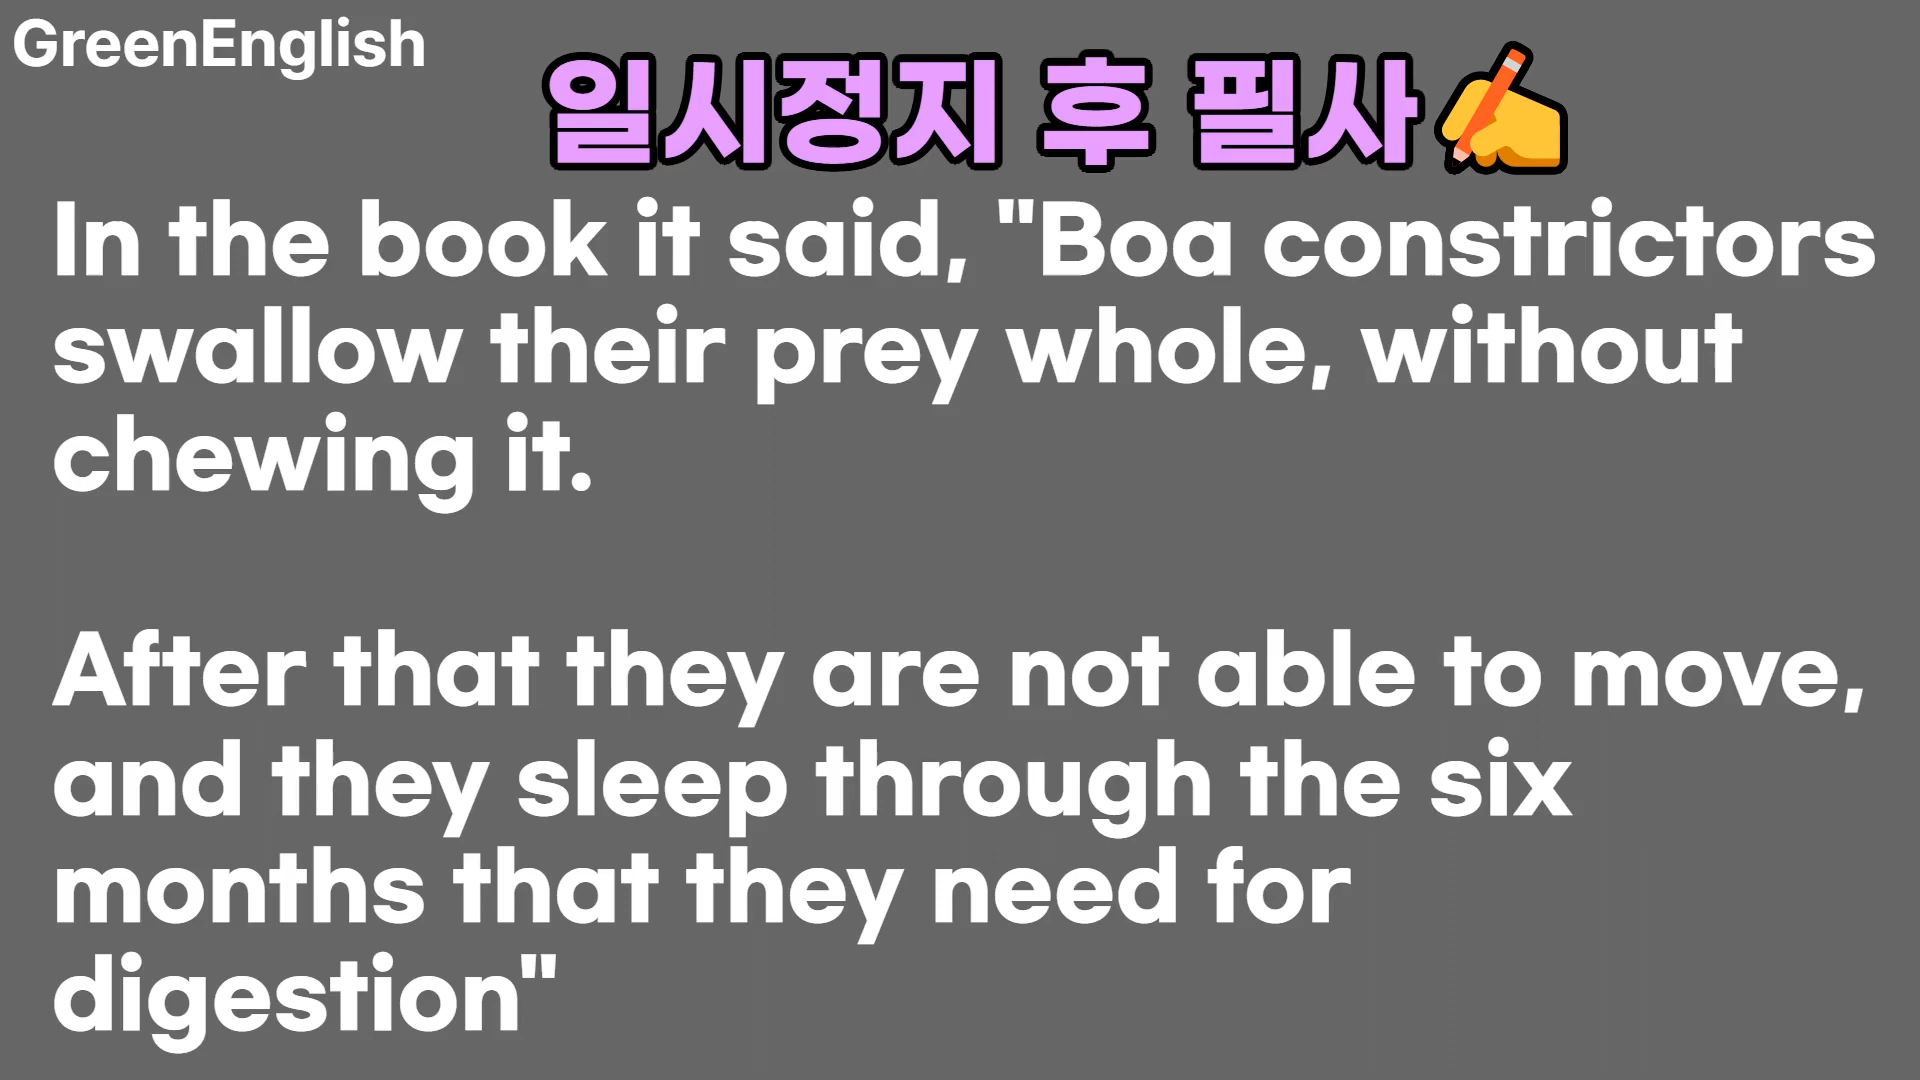 GreenEnglish
일시정지 후 필사✍
In the book it said, "Boa constrictors
swallow their prey whole, without
chewing it.
After that they are not able to move,
and they sleep through the six
months that they need for
digestion"